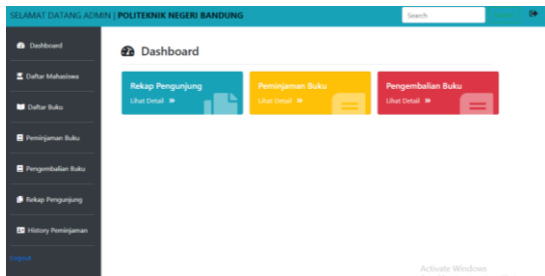 SELAMAT DATANG ADMIN | POLITEKNIK NEGERI BANDUNG
Search
Dashboard
Daftar Mahasiswa
Daftar Buku
Peminjaman Buku
Pengembalian Buku
Rekap Pengunjung
History Peminjaman
Logout
Dashboard
Rekap Pengunjung
Lihat Detail
Peminjaman Buku
Lihat Detail
Pengembalian Buku
Lihat Detail
Activate Windows